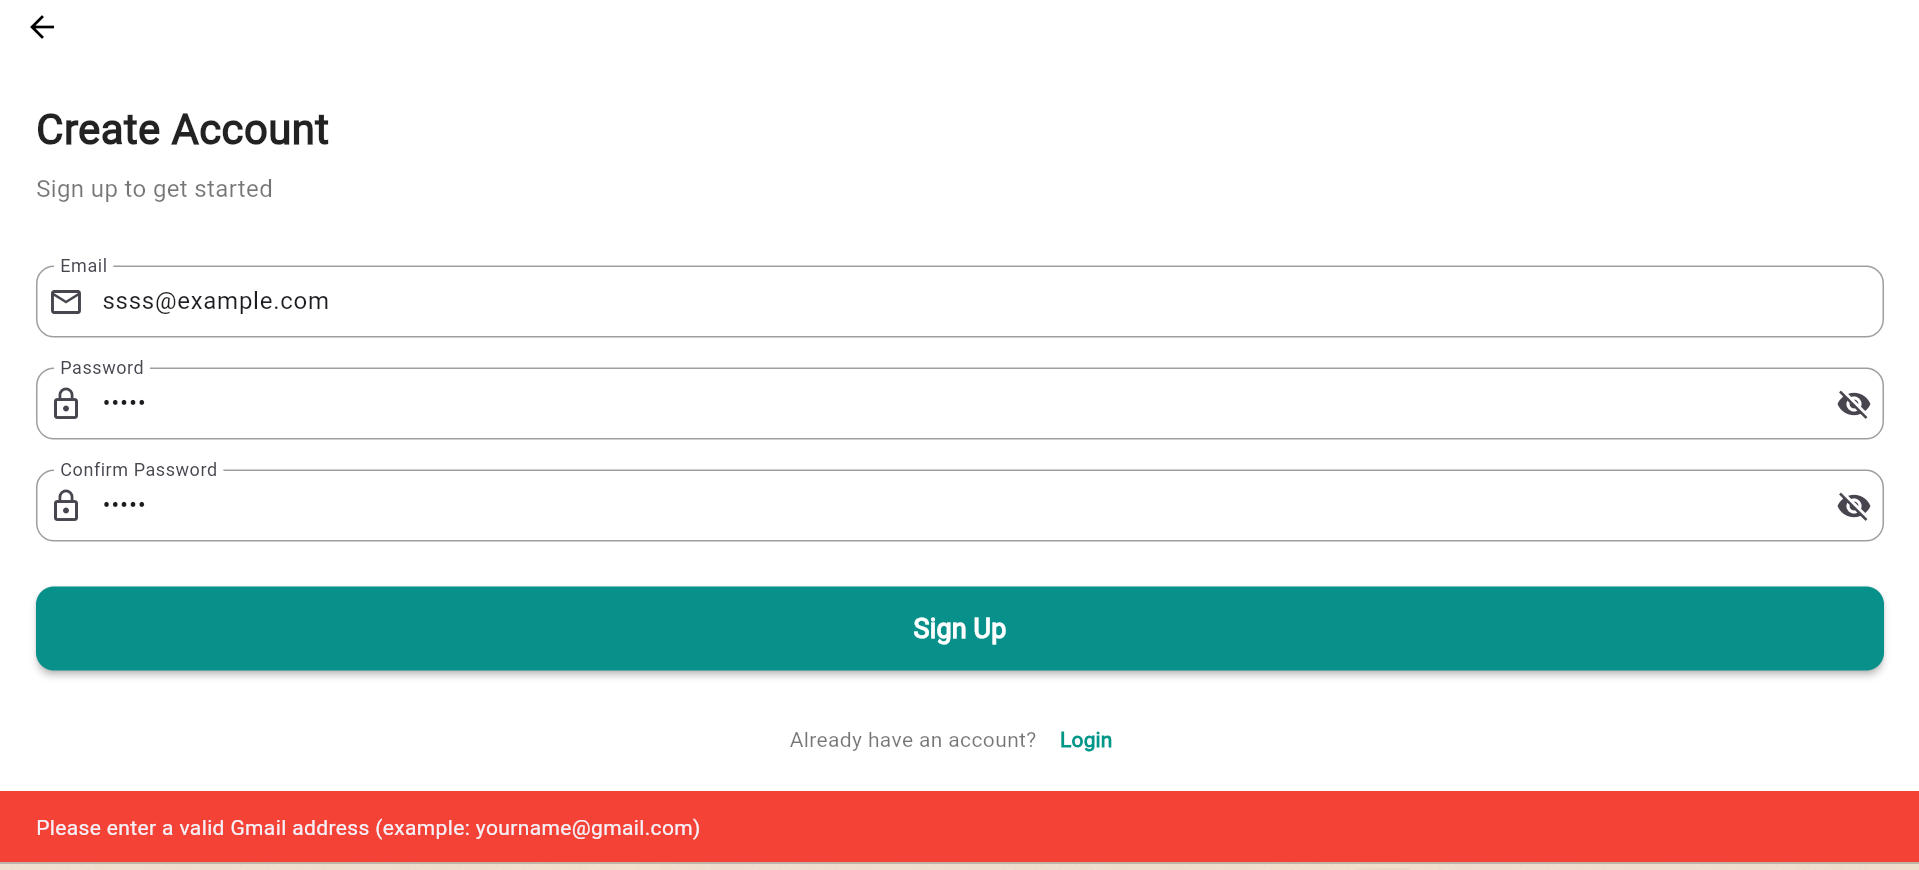 Create Account
Sign up to get started
Email
ssss@example.com
Password
•••••
Confirm Password
•••••
Sign Up
Already have an account? Login
Please enter a valid Gmail address (example: yourname@gmail.com)